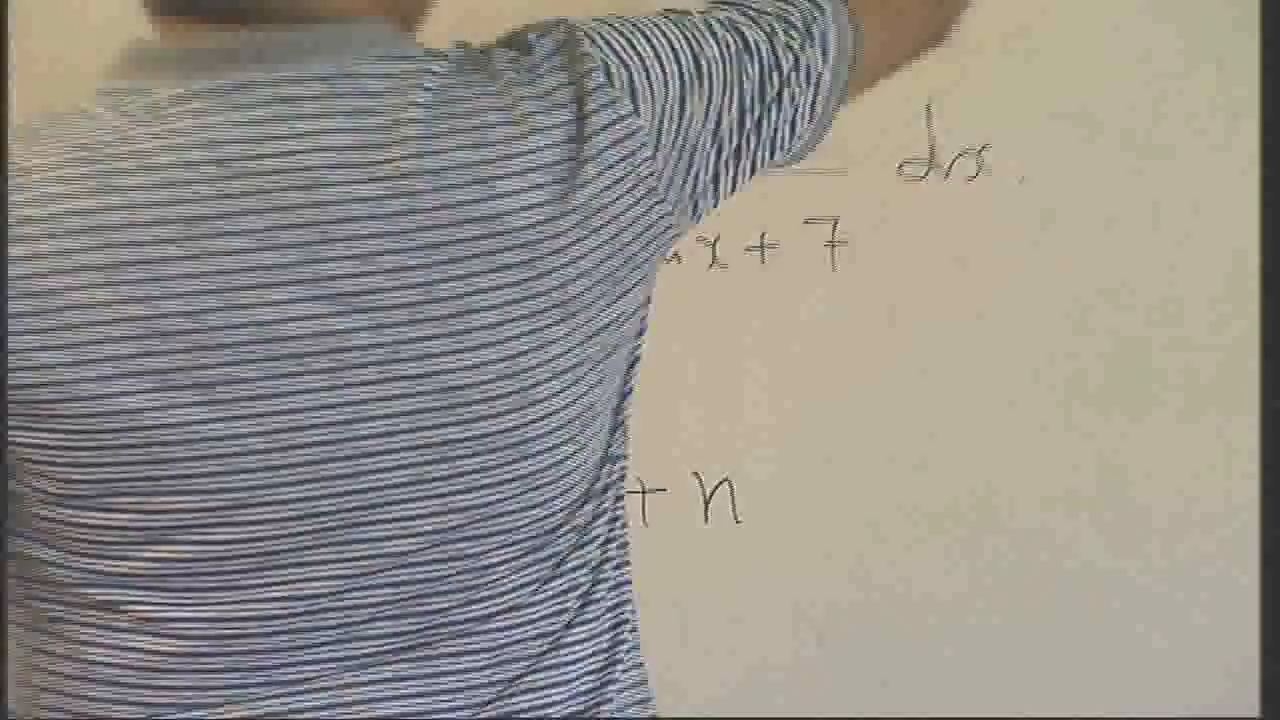 dx
x + 7
+ n